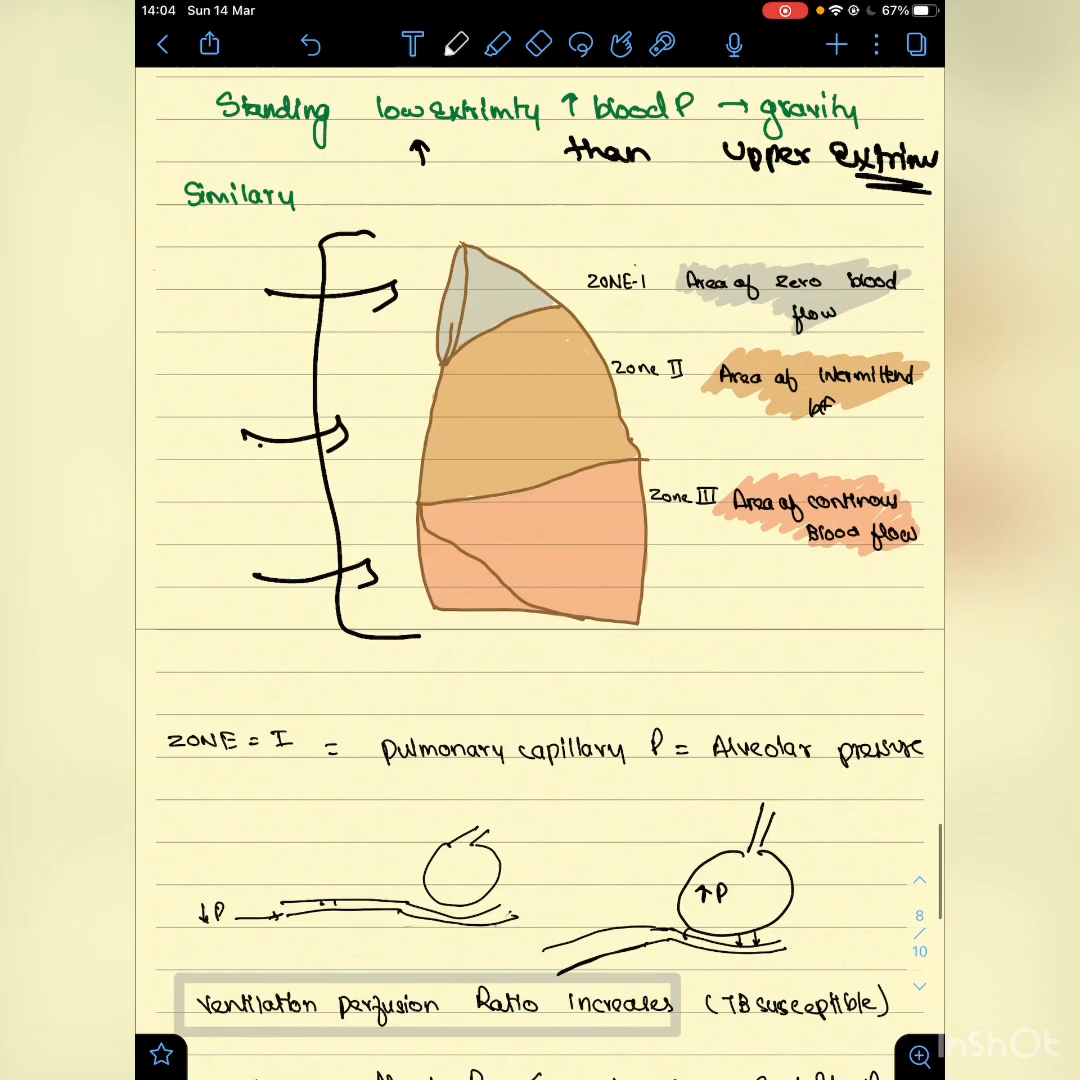 14:04 Sun 14 Mar 67%
Standing low extrimty ↑ blood P → gravity
↑ than Upper extrim
Similary
ZONE-I Area of Zero blood
flow
Zone II Area of Intermittend
bf
Zone III Area of continous
Blood flow
ZONE = I = Pulmonary capillary P = Alveolar pressure
↑P
↓P
8
/
10
Ventilation perfusion Ratio increases (TB susceptible)
InShOt